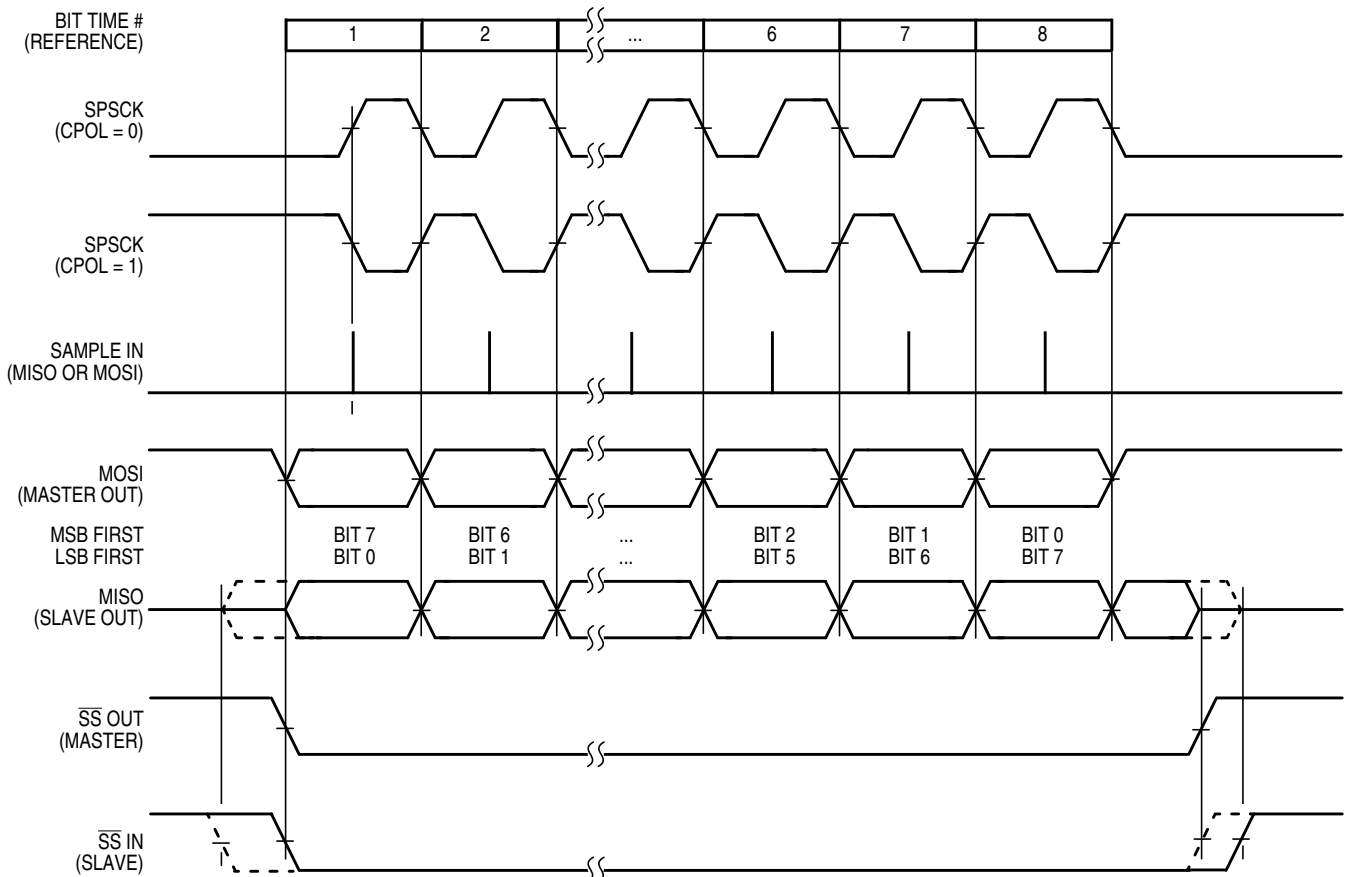 BIT TIME #
(REFERENCE)
1 2 ... 6 7 8
SPSCK
(CPOL = 0)
SPSCK
(CPOL = 1)
SAMPLE IN
(MISO OR MOSI)
MOSI
(MASTER OUT)
MSB FIRST BIT 7 BIT 6 ... BIT 2 BIT 1 BIT 0
LSB FIRST BIT 0 BIT 1 ... BIT 5 BIT 6 BIT 7
MISO
(SLAVE OUT)
S̅S̅ OUT
(MASTER)
S̅S̅ IN
(SLAVE)